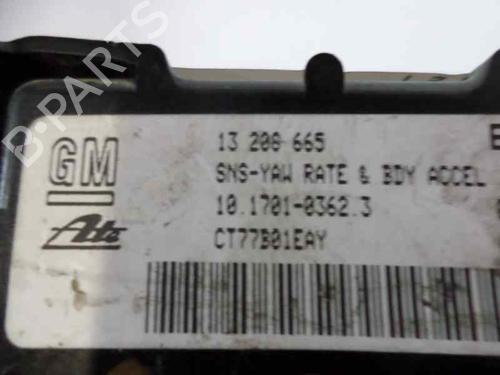 GM
13 208 665
SNS-YAW RATE & BDY ACCEL
10.1701-0362.3
Ate
CT77B01EAY
B-PARTS